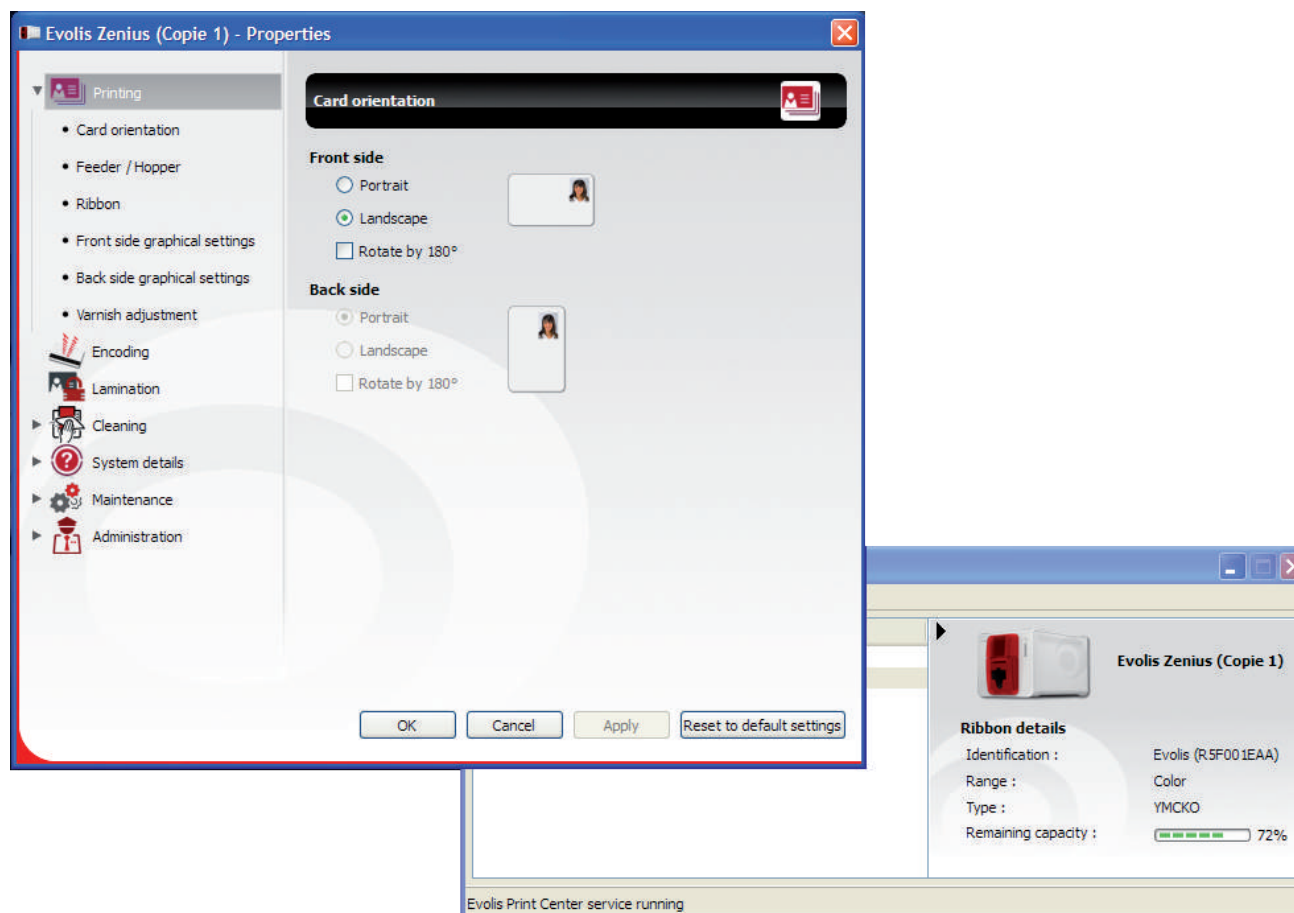 Evolis Zenius (Copie 1) - Properties
Printing
Card orientation
Feeder / Hopper
Ribbon
Front side graphical settings
Back side graphical settings
Varnish adjustment
Encoding
Lamination
Cleaning
System details
Maintenance
Administration
Card orientation
Front side
Portrait
Landscape
Rotate by 180°
Back side
Portrait
Landscape
Rotate by 180°
OK Cancel Apply Reset to default settings
Evolis Zenius (Copie 1)
Ribbon details
Identification : Evolis (R5F001EAA)
Range : Color
Type : YMCKO
Remaining capacity : 72%
Evolis Print Center service running